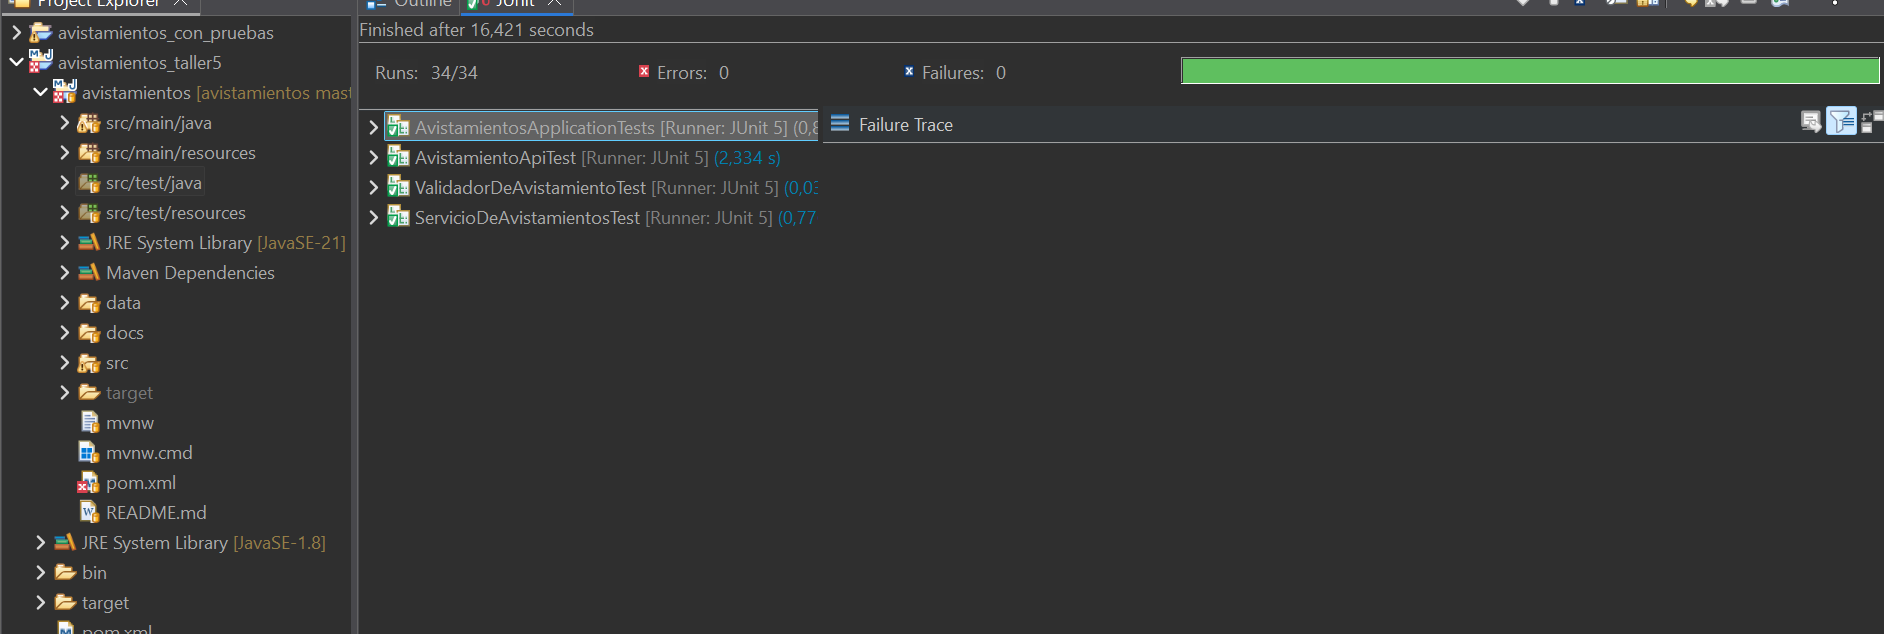 Project Explorer
avistamientos_con_pruebas
avistamientos_taller5
avistamientos [avistamientos mast
src/main/java
src/main/resources
src/test/java
src/test/resources
JRE System Library [JavaSE-21]
Maven Dependencies
data
docs
src
target
mvnw
mvnw.cmd
pom.xml
README.md
JRE System Library [JavaSE-1.8]
bin
target
pom.xml
Outline
JUnit
Finished after 16,421 seconds
Runs: 34/34
Errors: 0
Failures: 0
AvistamientosApplicationTests [Runner: JUnit 5] (0,8
AvistamientoApiTest [Runner: JUnit 5] (2,334 s)
ValidadorDeAvistamientoTest [Runner: JUnit 5] (0,03
ServicioDeAvistamientosTest [Runner: JUnit 5] (0,77
Failure Trace